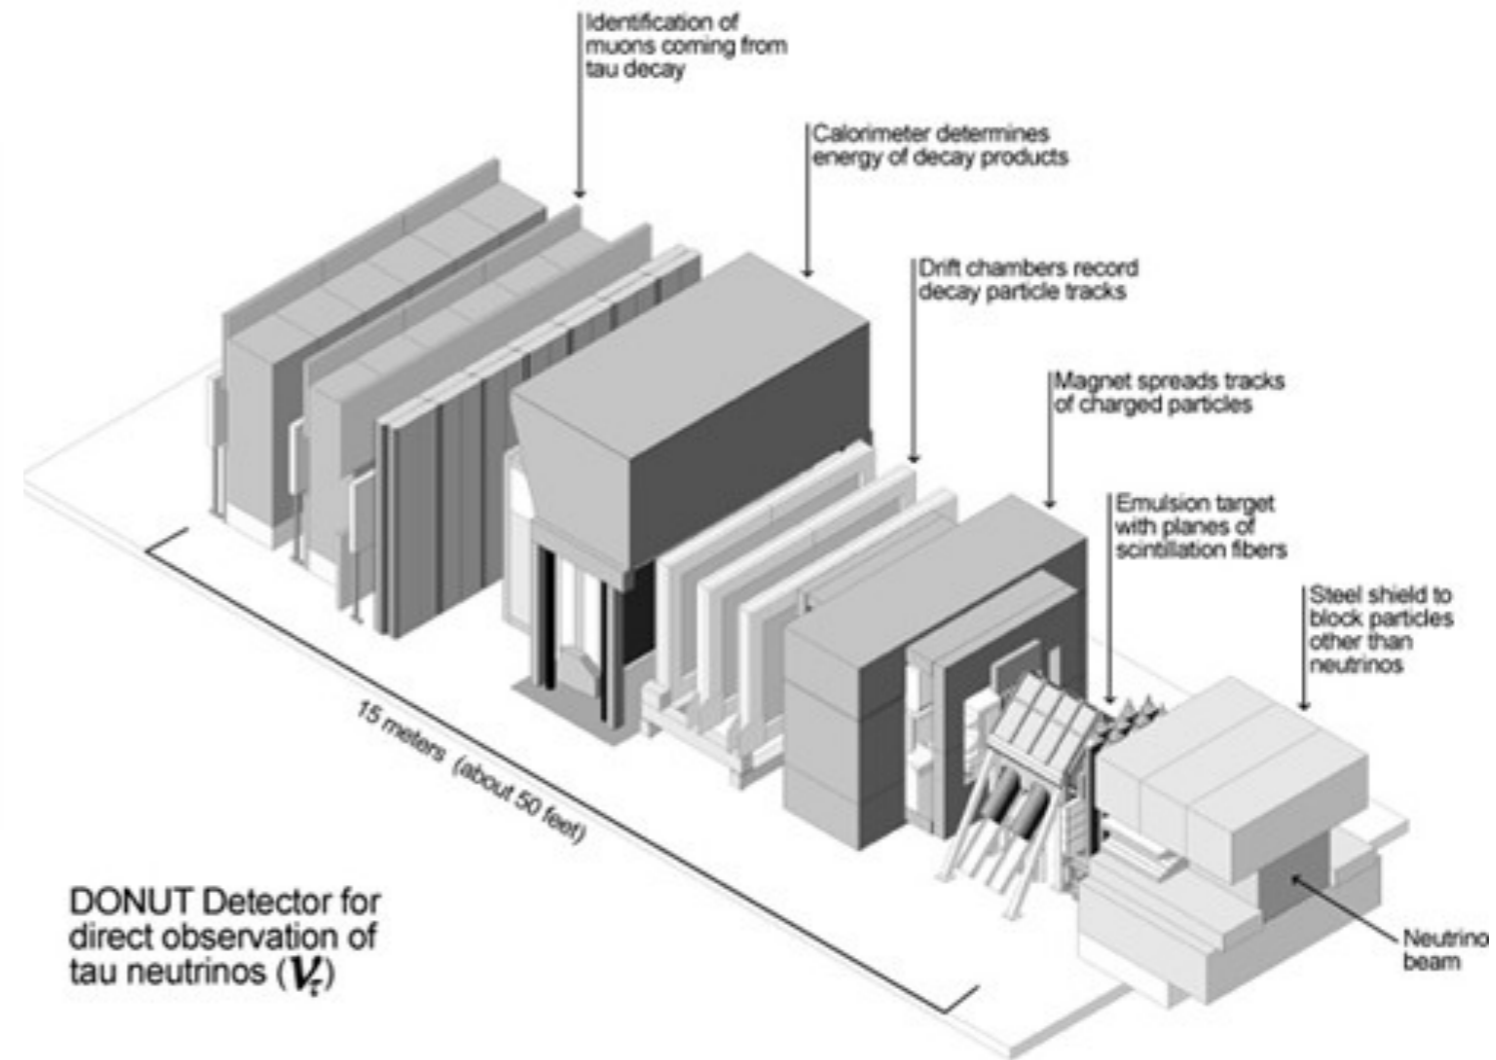 Identification of
muons coming from
tau decay
Calorimeter determines
energy of decay products
Drift chambers record
decay particle tracks
Magnet spreads tracks
of charged particles
Emulsion target
with planes of
scintillation fibers
Steel shield to
block particles
other than
neutrinos
15 meters (about 50 feet)
Neutrino
beam
DONUT Detector for
direct observation of
tau neutrinos (ντ)